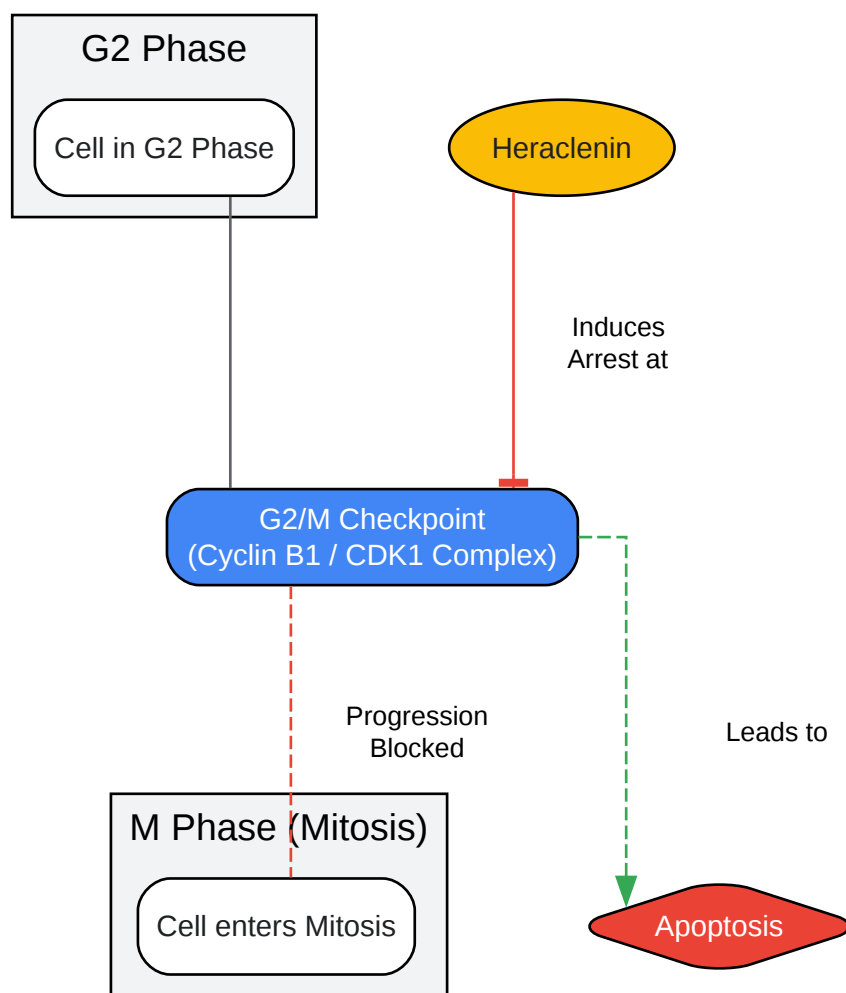 G2 Phase
Cell in G2 Phase
Heraclenin
Induces
Arrest at
G2/M Checkpoint
(Cyclin B1 / CDK1 Complex)
Progression
Blocked
Leads to
M Phase (Mitosis)
Cell enters Mitosis
Apoptosis